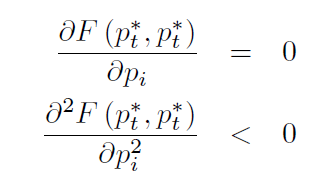 ∂F (p*_t, p*_t) / ∂p_i = 0
∂²F (p*_t, p*_t) / ∂p_i² < 0